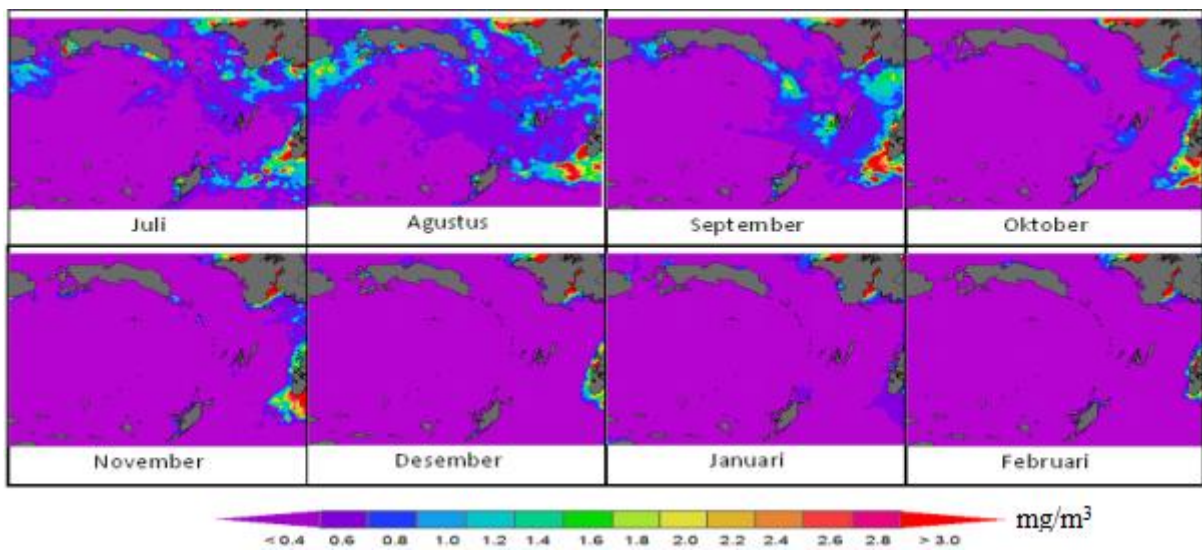 Juli Agustus September Oktober
November Desember Januari Februari
mg/m³
< 0.4 0.6 0.8 1.0 1.2 1.4 1.6 1.8 2.0 2.2 2.4 2.6 2.8 > 3.0